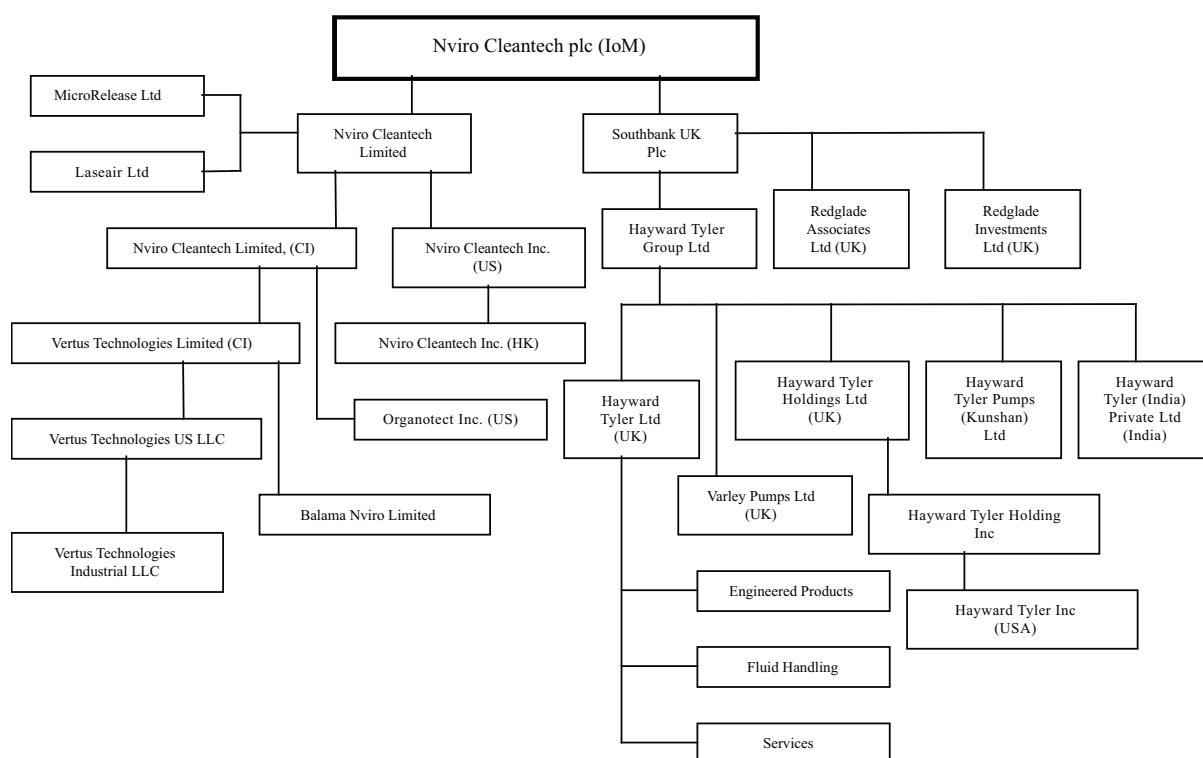 Nviro Cleantech plc (IoM)
MicroRelease Ltd
Laseair Ltd
Nviro Cleantech
Limited
Southbank UK
Plc
Nviro Cleantech Limited, (CI)
Nviro Cleantech Inc.
(US)
Hayward Tyler
Group Ltd
Redglade
Associates
Ltd (UK)
Redglade
Investments
Ltd (UK)
Vertus Technologies Limited (CI)
Nviro Cleantech Inc. (HK)
Vertus Technologies US LLC
Organotect Inc. (US)
Hayward
Tyler Ltd
(UK)
Hayward Tyler
Holdings Ltd
(UK)
Hayward
Tyler Pumps
(Kunshan)
Ltd
Hayward
Tyler (India)
Private Ltd
(India)
Balama Nviro Limited
Varley Pumps Ltd
(UK)
Hayward Tyler Holding
Inc
Vertus Technologies
Industrial LLC
Engineered Products
Hayward Tyler Inc
(USA)
Fluid Handling
Services